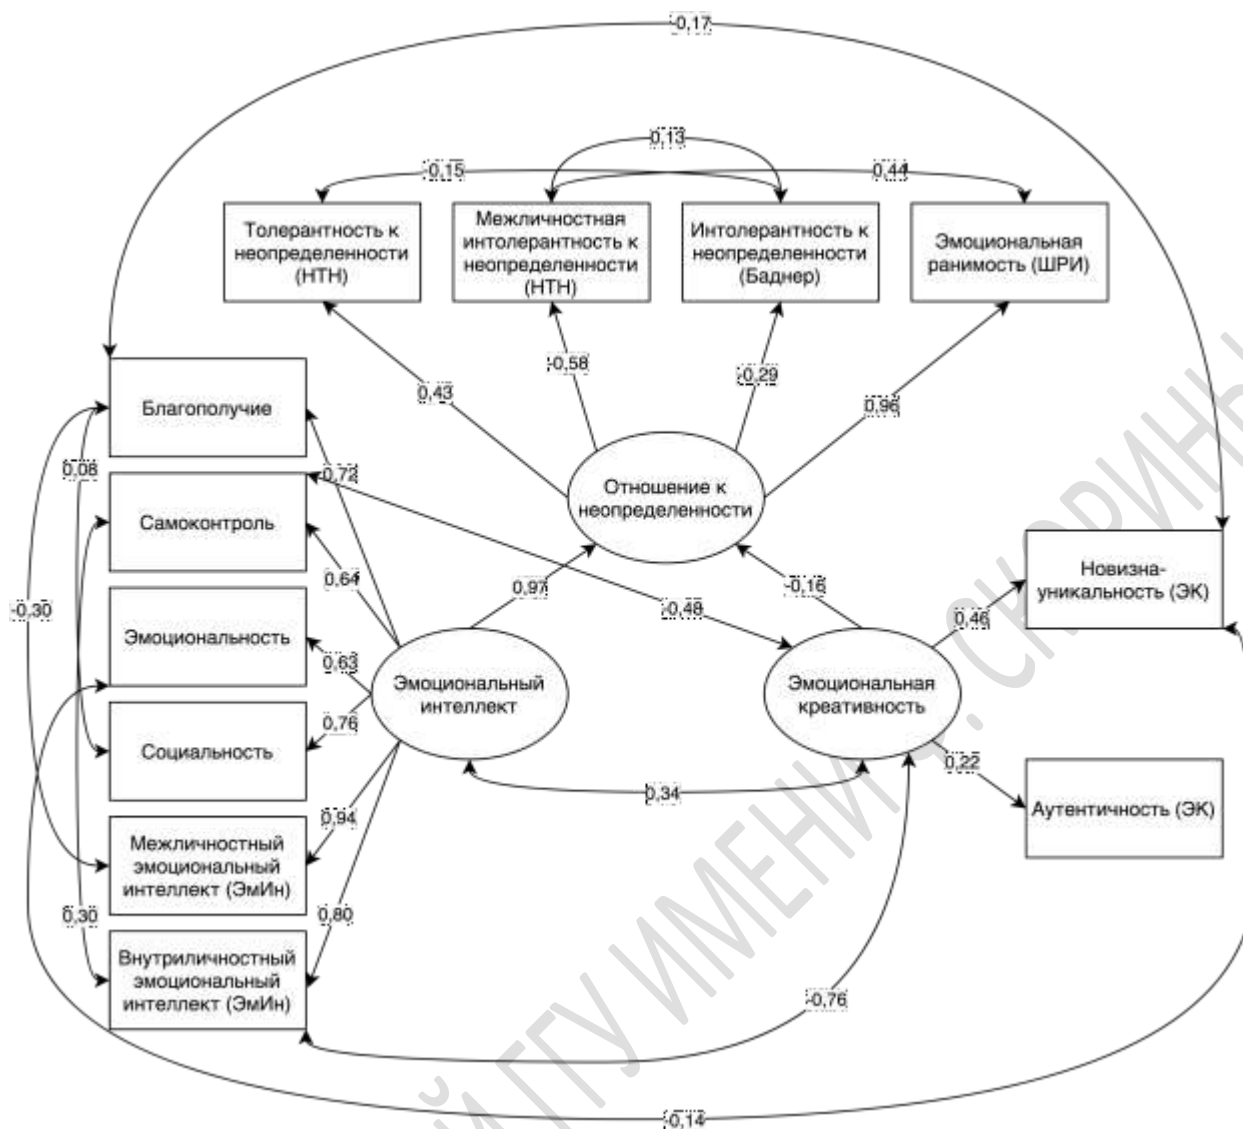 -0,17
0,13
-0,15
0,44
Толерантность к
неопределенности
(НТН)
Межличностная
интолерантность к
неопределенности
(НТН)
Интолерантность к
неопределенности
(Баднер)
Эмоциональная
ранимость (ШРИ)
-0,58
-0,29
0,43
0,96
Благополучие
0,08
0,72
Отношение к
неопределенности
Самоконтроль
0,64
0,97
-0,48
-0,16
Новизна-
уникальность (ЭК)
0,46
-0,30
Эмоциональность
0,63
Эмоциональный
интеллект
Эмоциональная
креативность
0,76
Социальность
0,34
0,22
Аутентичность (ЭК)
0,94
Межличностный
эмоциональный
интеллект (ЭмИн)
0,30
0,80
Внутриличностный
эмоциональный
интеллект (ЭмИн)
-0,76
-0,14
Й ГГУ ИМЕНИ Ф. СКОРИНЫ